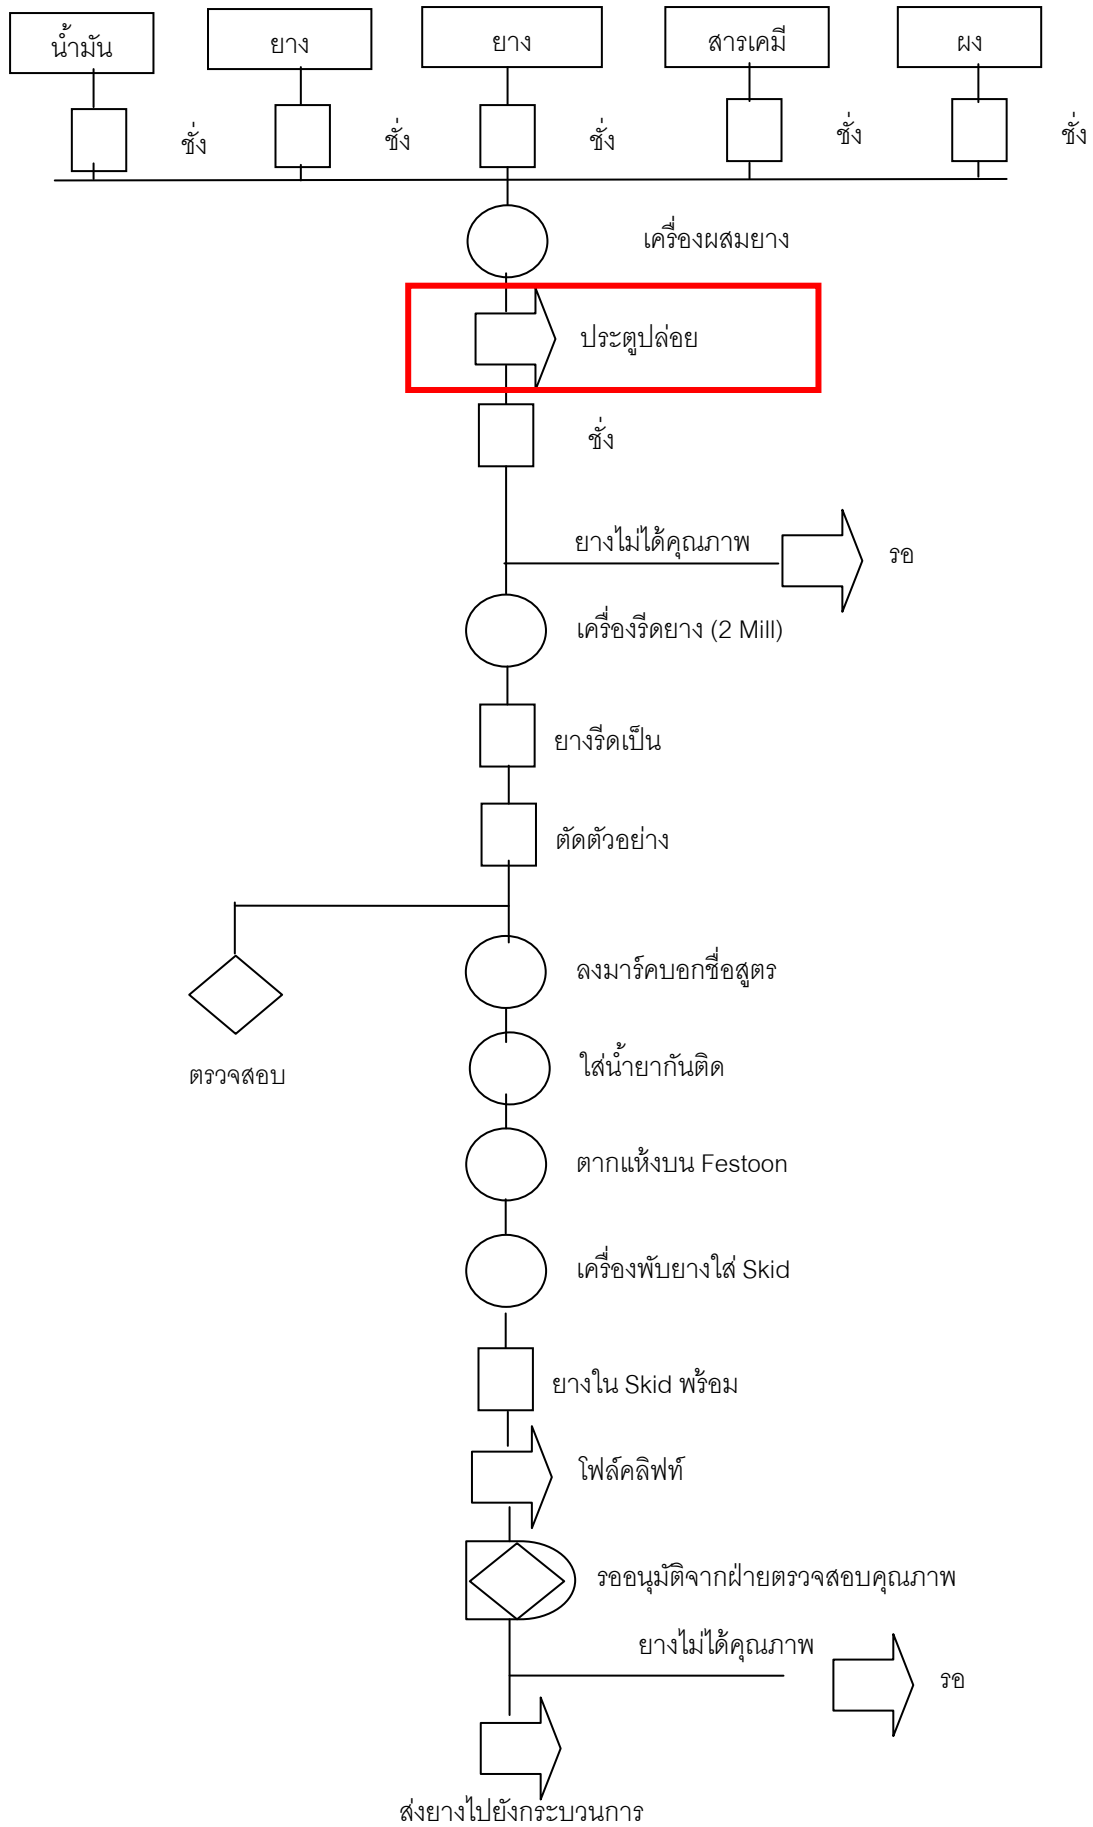 น้ำมัน
ยาง
ยาง
สารเคมี
ผง
ชั่ง
ชั่ง
ชั่ง
ชั่ง
ชั่ง
เครื่องผสมยาง
ประตูปล่อย
ชั่ง
ยางไม่ได้คุณภาพ
รอ
เครื่องรีดยาง (2 Mill)
ยางรีดเป็น
ตัดตัวอย่าง
ลงมาร์คบอกชื่อสูตร
ตรวจสอบ
ใส่น้ำยากันติด
ตากแห้งบน Festoon
เครื่องพับยางใส่ Skid
ยางใน Skid พร้อม
โฟล์คลิฟท์
รออนุมัติจากฝ่ายตรวจสอบคุณภาพ
ยางไม่ได้คุณภาพ
รอ
ส่งยางไปยังกระบวนการ